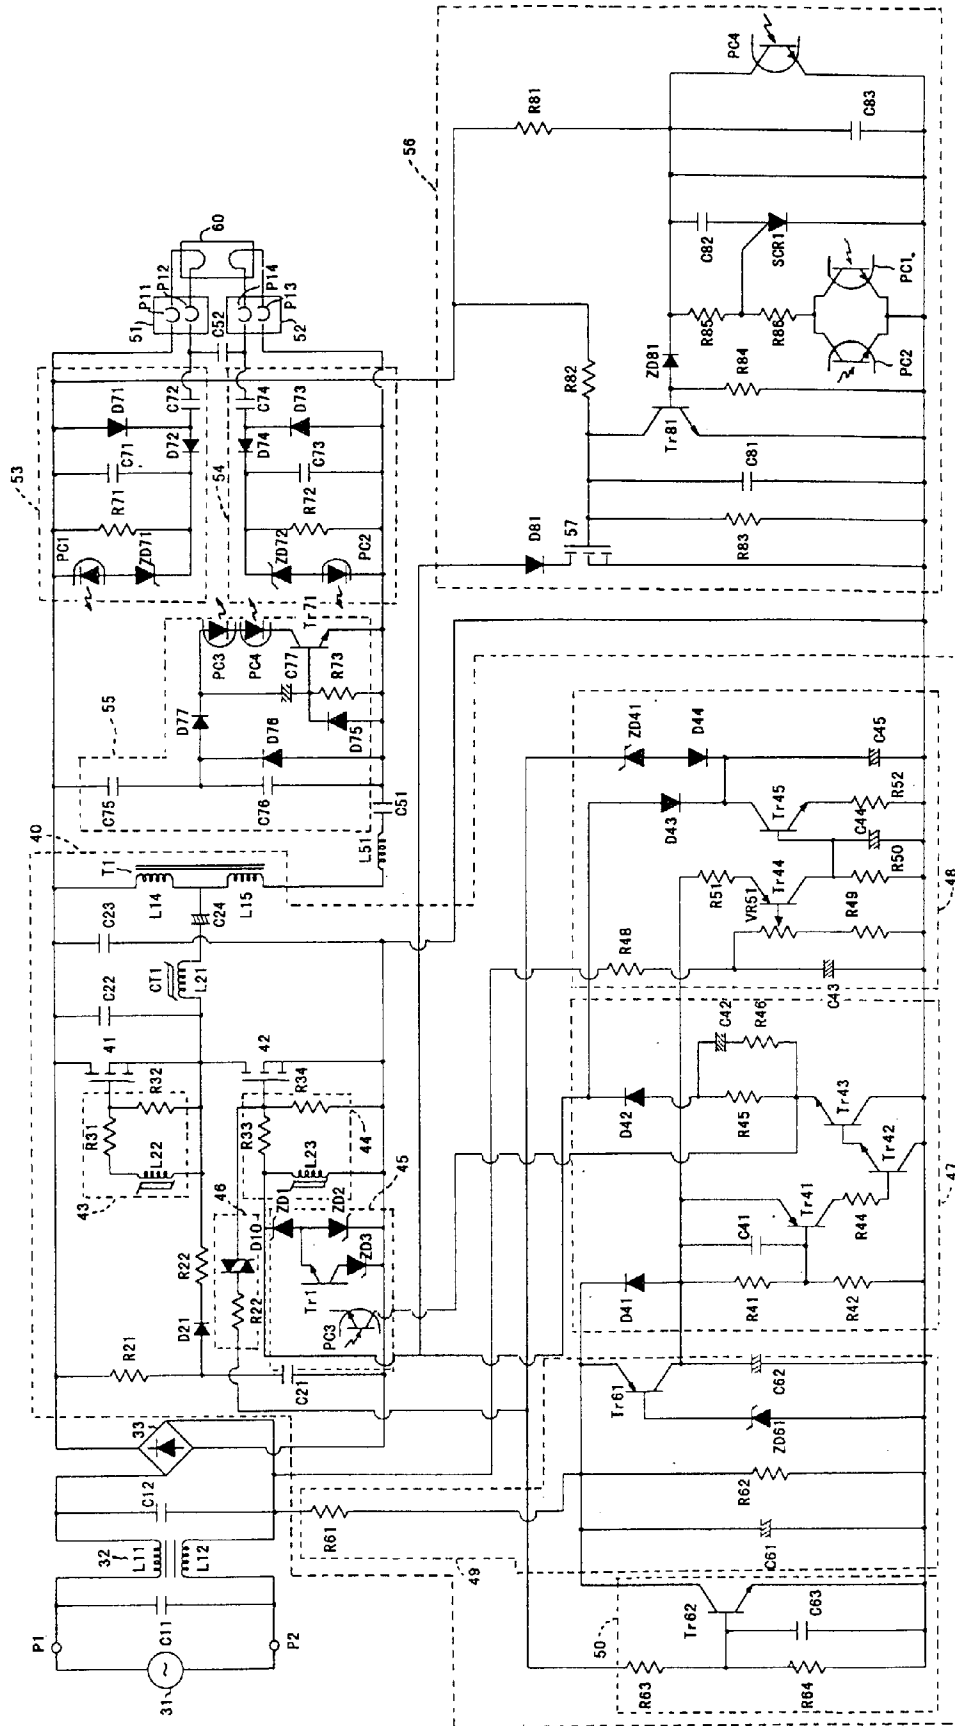 31
P1
P2
C11
32
L11
L12
C12
33
R21
D21
R22
C21
43
R31
R32
L22
41
C22
CT1
L21
C23
C24
40
T1
L14
L15
46
R22
D10
R33
R34
42
L23
44
45
ZD1
ZD2
Tr1
ZD3
PC3
55
C75
C76
D77
D76
D75
R73
C77
Tr71
PC3
PC4
L51
C51
53
PC1
ZD71
R71
C71
D71
D72
C72
54
ZD72
PC2
R72
C73
D73
D74
C74
C52
51
P11
P12
52
P14
P13
60
56
R81
PC4
C83
C82
SCR1
R85
R86
PC1
PC2
ZD81
R84
R82
Tr81
C81
R83
D81
57
49
R61
R62
C61
Tr61
ZD61
C62
50
Tr62
C63
R63
R64
47
D41
R41
R42
C41
Tr41
R44
Tr42
Tr43
D42
R45
C42
R46
48
R48
C43
VR51
R49
R51
Tr44
R50
C44
Tr45
R52
D43
ZD41
D44
C45